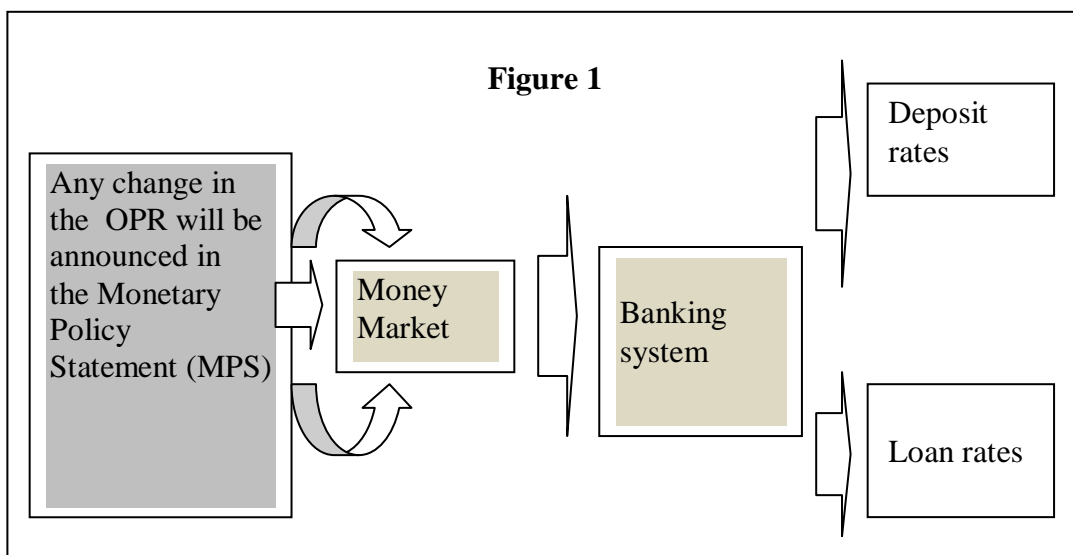 Figure 1
Any change in
the OPR will be
announced in
the Monetary
Policy
Statement (MPS)
Money
Market
Banking
system
Deposit
rates
Loan rates